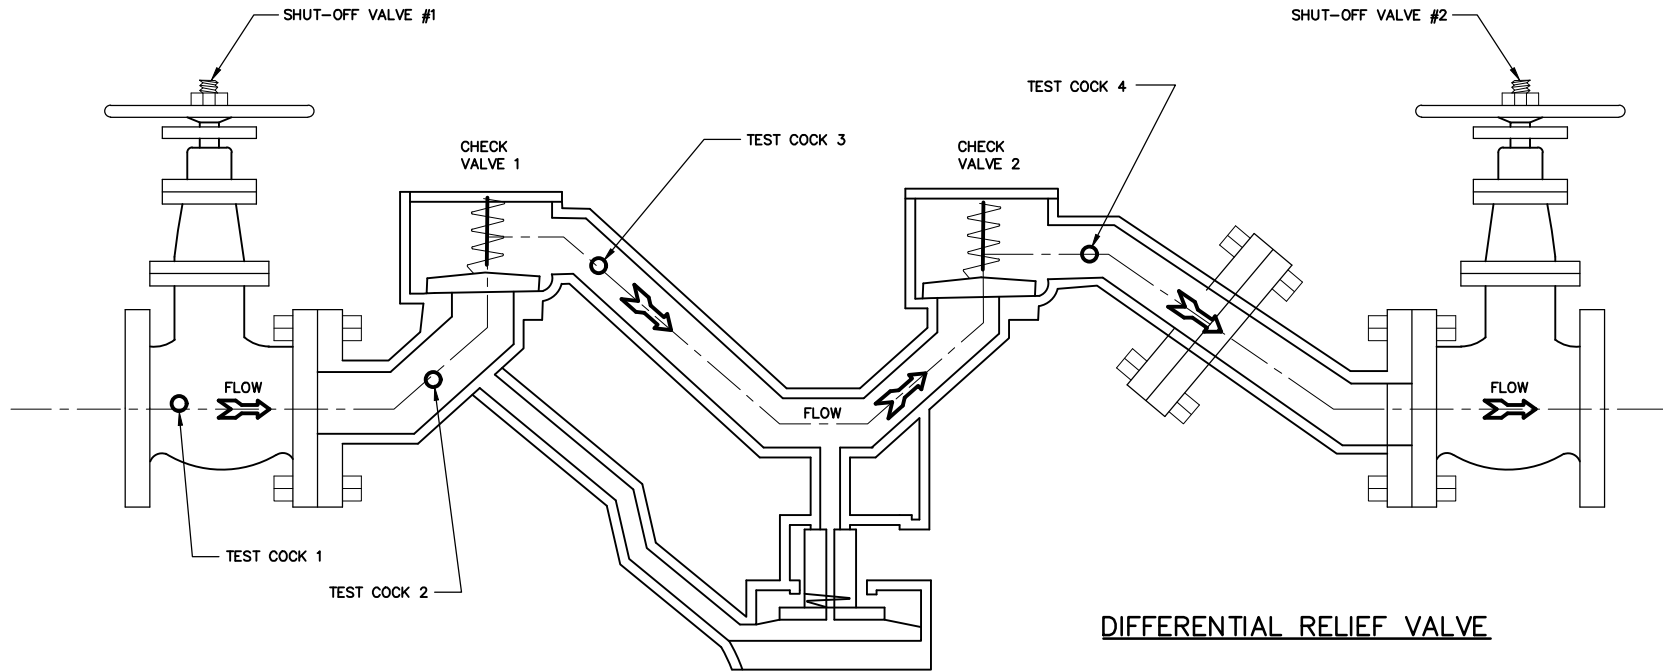 SHUT-OFF VALVE #1
SHUT-OFF VALVE #2
TEST COCK 4
TEST COCK 3
CHECK
VALVE 1
CHECK
VALVE 2
FLOW
FLOW
FLOW
TEST COCK 1
TEST COCK 2
DIFFERENTIAL RELIEF VALVE